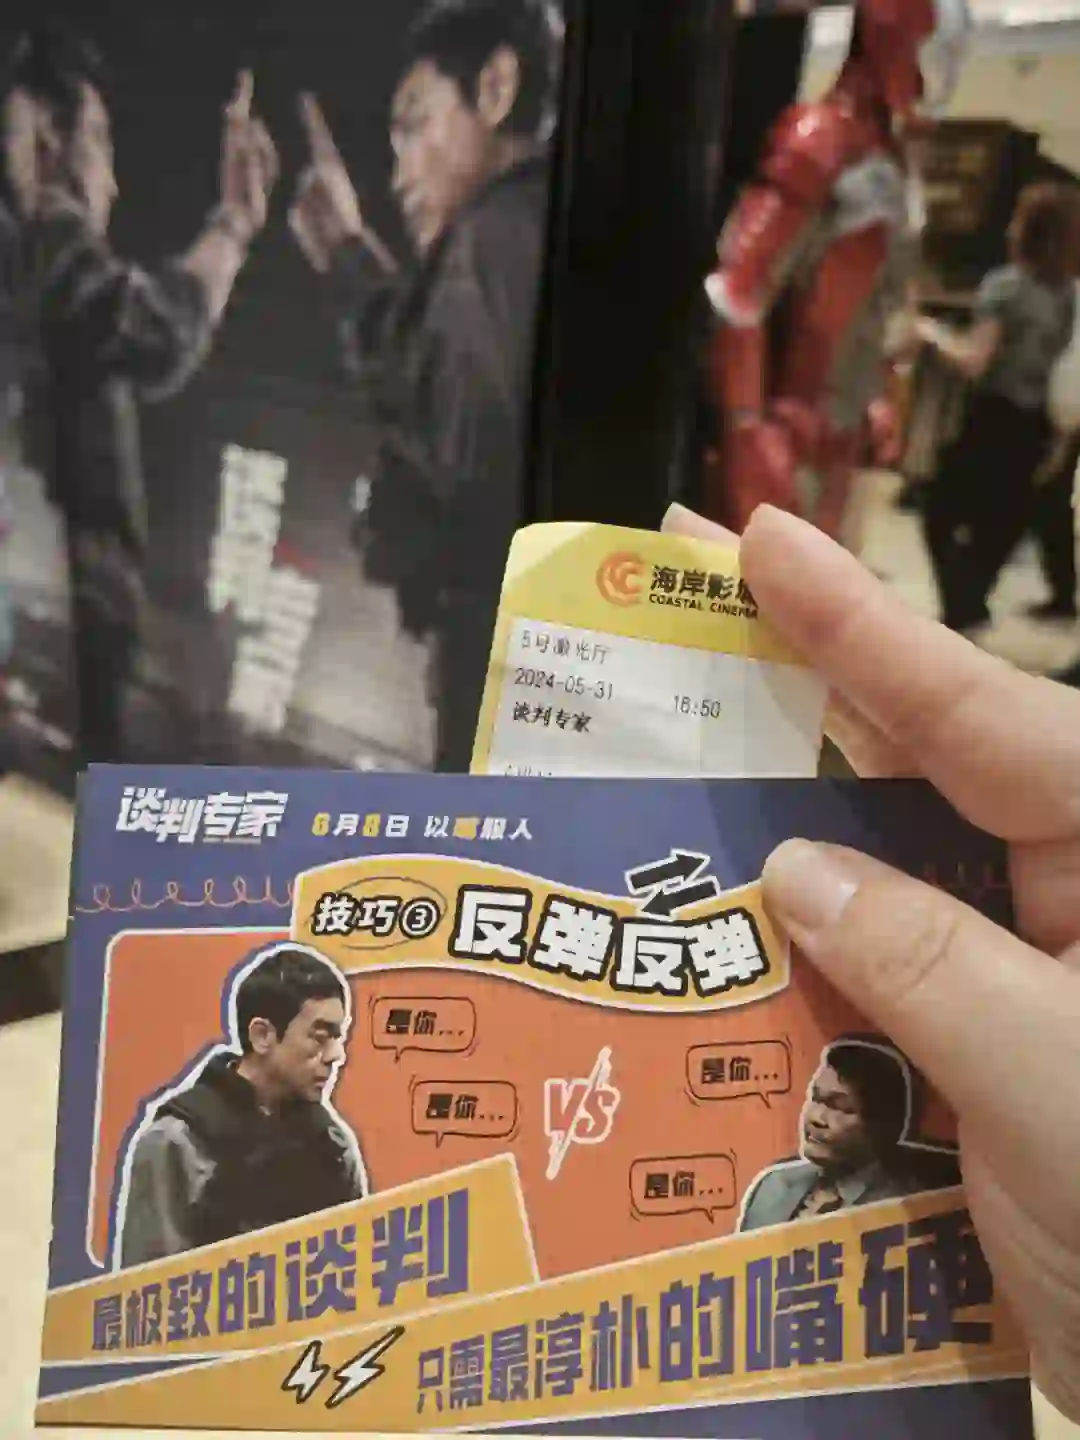 海岸影城
COASTAL CINEMA
5号激光厅
2024-05-31 18:50
谈判专家
谈判专家 6月8日 以嘴服人
技巧③ 反弹反弹
是你...
是你...
VS
是你...
是你...
最极致的谈判
只需最淳朴的嘴硬